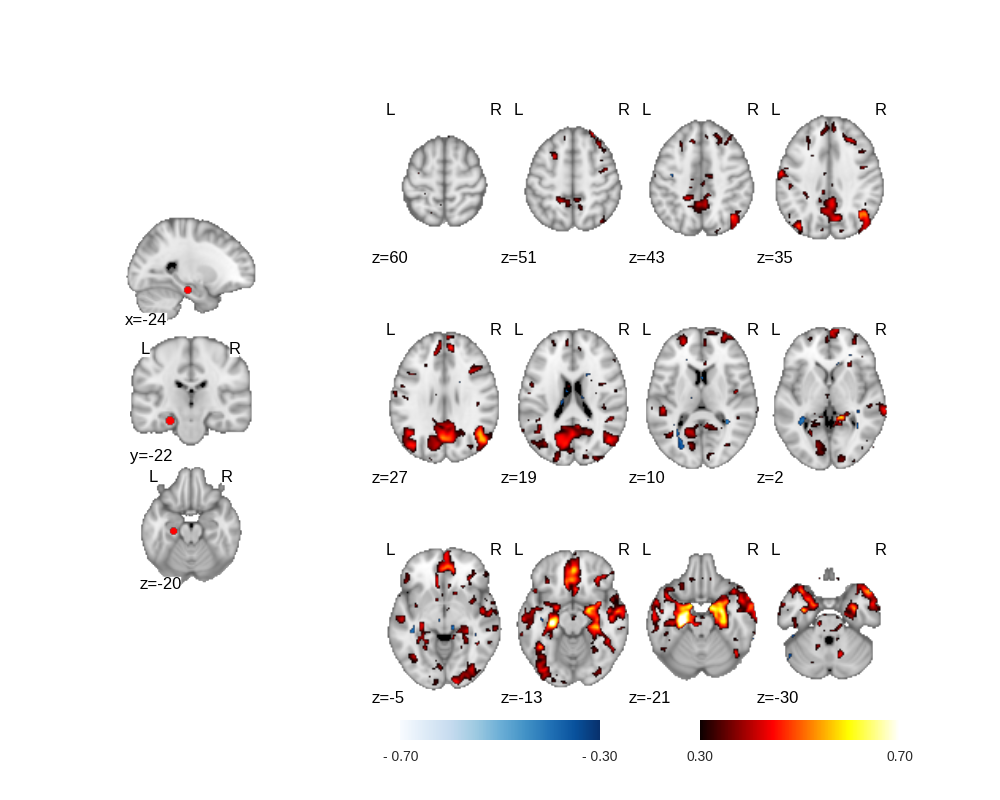 L R L R L R L R
z=60 z=51 z=43 z=35
x=-24
L R L R L R L R
L R
z=27 z=19 z=10 z=2
y=-22
L R
L R L R L R L R
z=-20
z=-5 z=-13 z=-21 z=-30
- 0.70 - 0.30 0.30 0.70